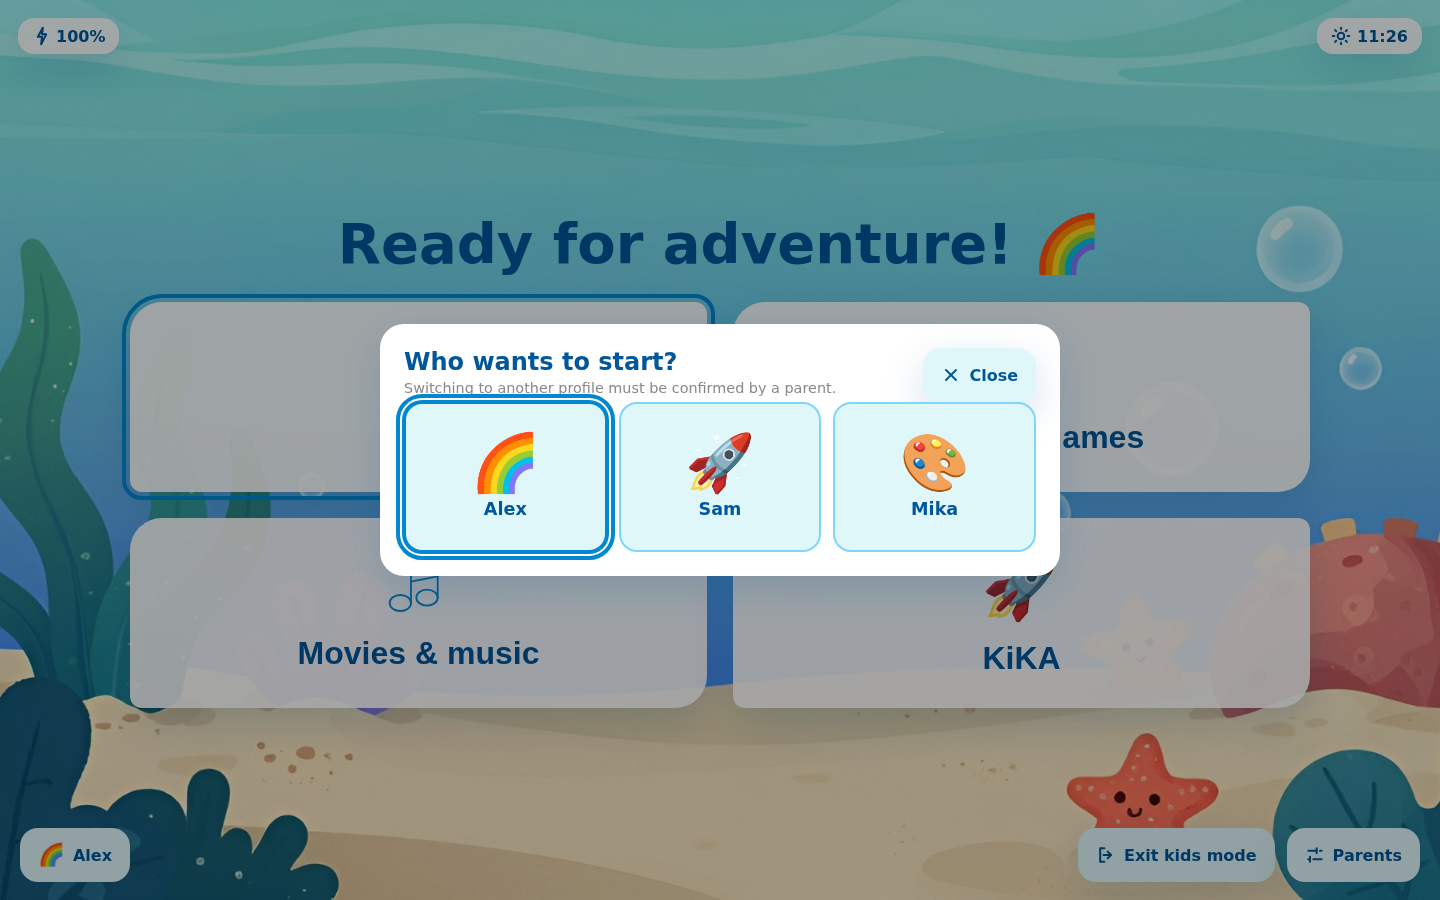 100%
11:26
Ready for adventure!
Who wants to start?
Switching to another profile must be confirmed by a parent.
Close
Alex
Sam
Mika
ames
Movies & music
KiKA
Alex
Exit kids mode
Parents